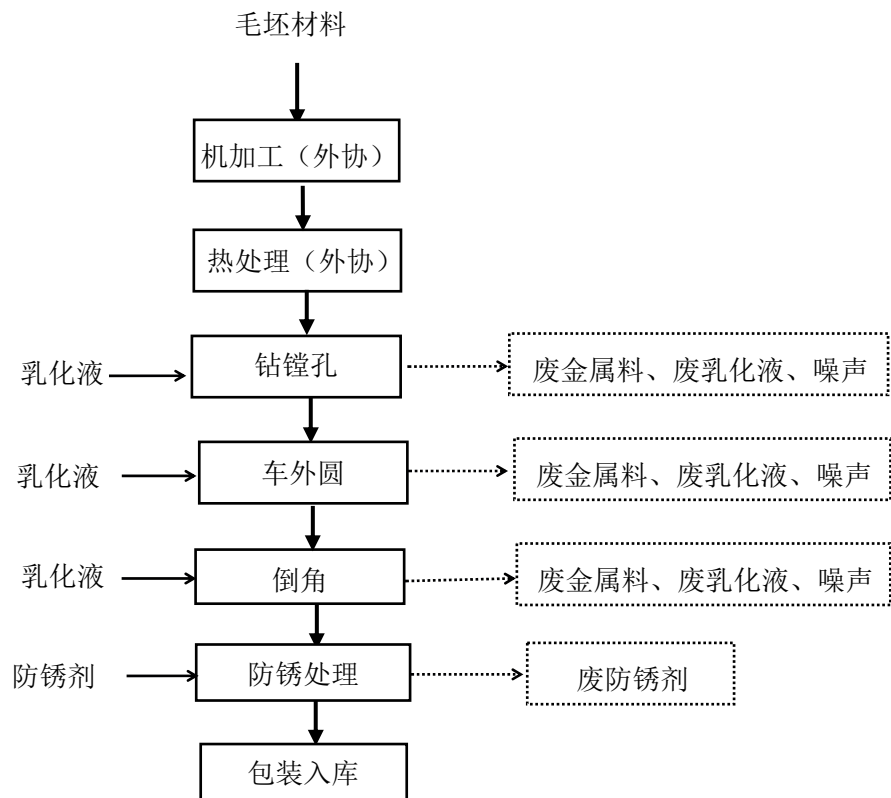 毛坯材料
机加工（外协）
热处理（外协）
乳化液
钻镗孔
废金属料、废乳化液、噪声
乳化液
车外圆
废金属料、废乳化液、噪声
乳化液
倒角
废金属料、废乳化液、噪声
防锈剂
防锈处理
废防锈剂
包装入库